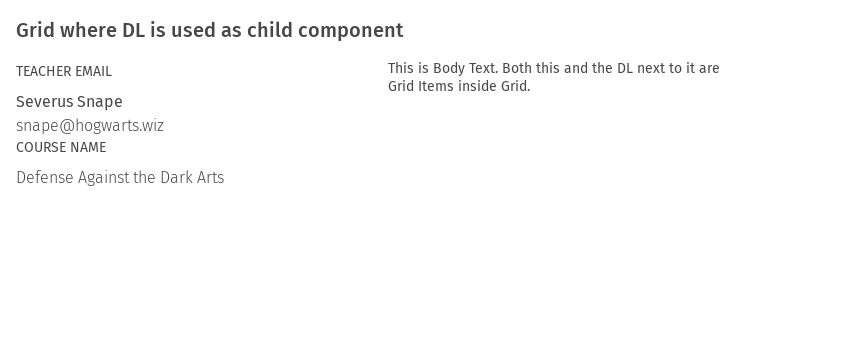 Grid where DL is used as child component
TEACHER EMAIL
Severus Snape
snape@hogwarts.wiz
COURSE NAME
Defense Against the Dark Arts
This is Body Text. Both this and the DL next to it are
Grid Items inside Grid.